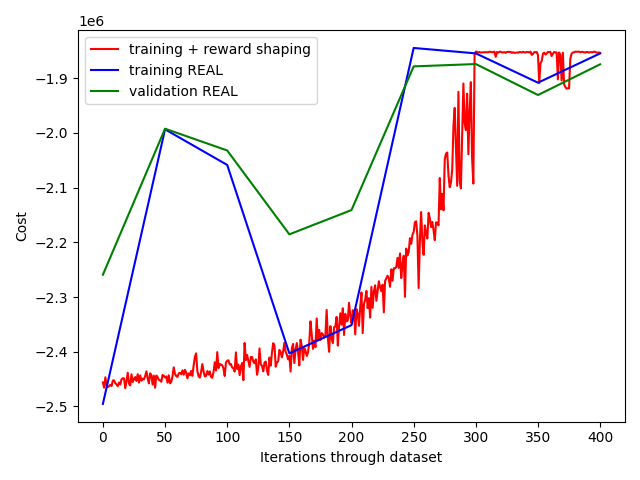 1e6
training + reward shaping
training REAL
validation REAL
−1.9
−2.0
−2.1
−2.2
−2.3
−2.4
−2.5
Cost
0 50 100 150 200 250 300 350 400
Iterations through dataset